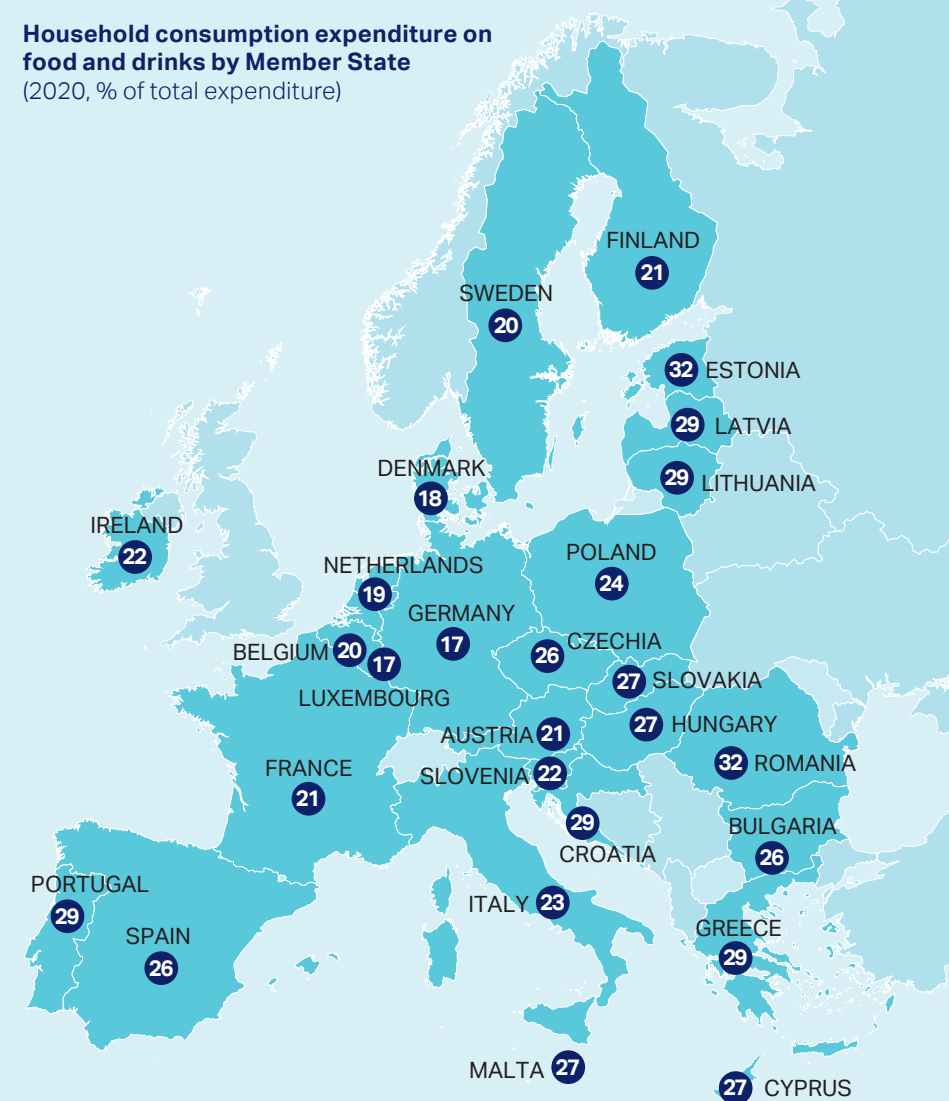 Household consumption expenditure on
food and drinks by Member State
(2020, % of total expenditure)
FINLAND
21
SWEDEN
20
32 ESTONIA
29 LATVIA
29 LITHUANIA
DENMARK
18
IRELAND
22
POLAND
24
NETHERLANDS
19
GERMANY
17
BELGIUM 20
17
LUXEMBOURG
CZECHIA
26
27 SLOVAKIA
27 HUNGARY
AUSTRIA 21
32 ROMANIA
SLOVENIA 22
FRANCE
21
29
CROATIA
BULGARIA
26
PORTUGAL
29
ITALY 23
SPAIN
26
GREECE
29
MALTA 27
27 CYPRUS